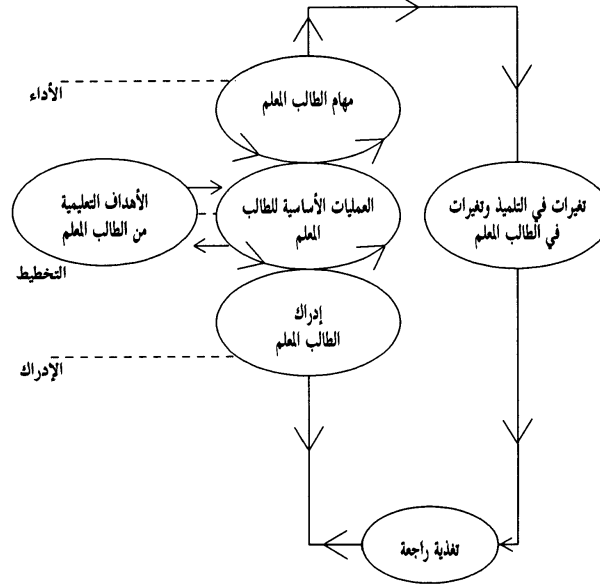 مهام الطالب المعلم
الأداء
الأهداف التعليمية
من الطالب المعلم
العمليات الأساسية للطالب
المعلم
تغيرات في التلميذ وتغيرات
في الطالب المعلم
التخطيط
إدراك
الطالب المعلم
الإدراك
تغذية راجعة